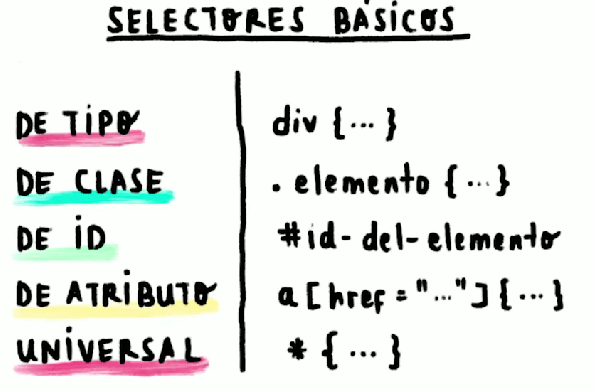 SELECTORES BÁSICOS
DE TIPO div {...}
DE CLASE .elemento {...}
DE ID #id-del-elemento
DE ATRIBUTO a[href="..."]{...}
UNIVERSAL *{...}